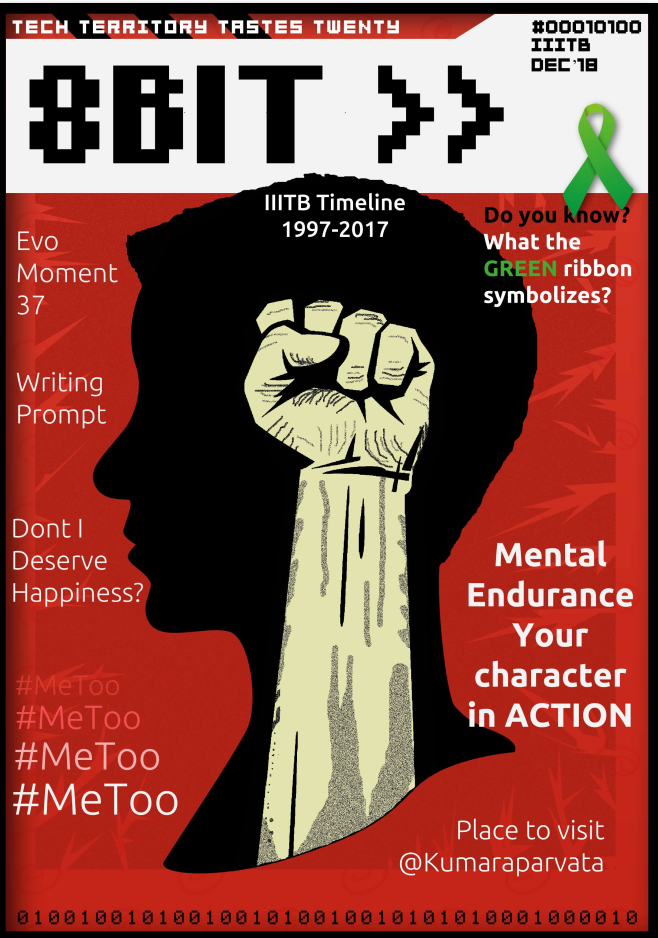 TECH TERRITORY TASTES TWENTY
#00010100
IIITB
DEC'18
8BIT >>
IIITB Timeline
1997-2017
Do you know?
What the
GREEN ribbon
symbolizes?
Evo
Moment
37
Writing
Prompt
Dont I
Deserve
Happiness?
Mental
Endurance
Your
character
in ACTION
#MeToo
#MeToo
#MeToo
#MeToo
Place to visit
@Kumaraparvata
0100100101001001001010010101010001000010